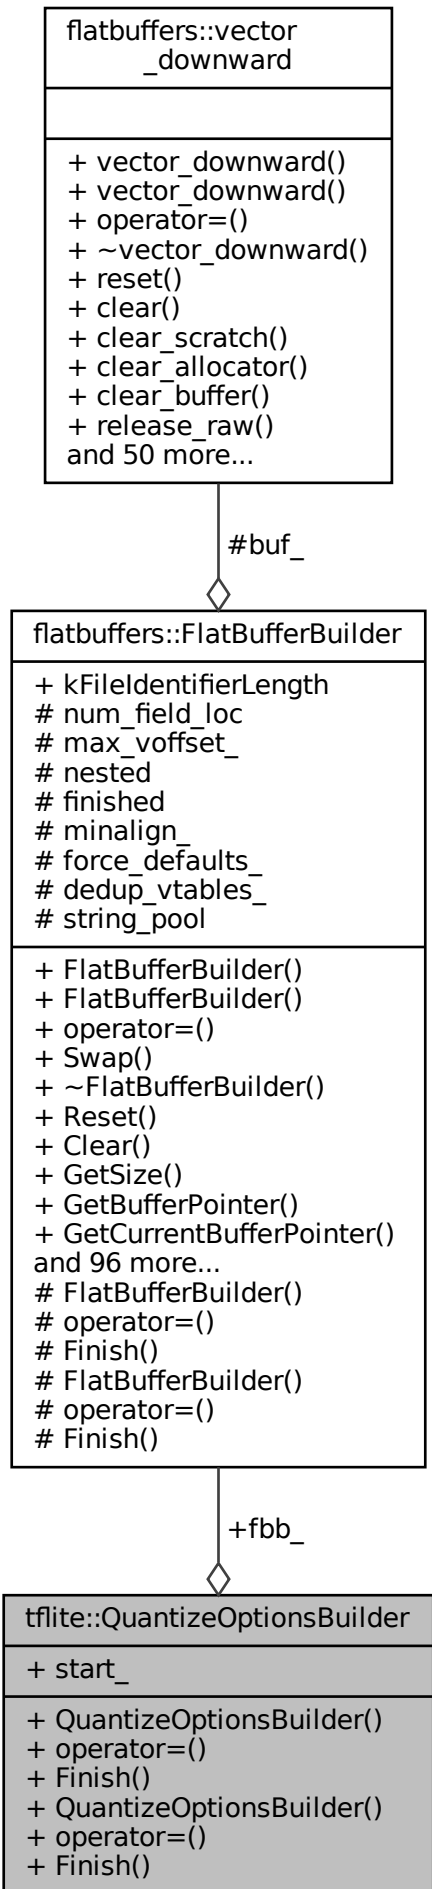 flatbuffers::vector
_downward
+ vector_downward()
+ vector_downward()
+ operator=()
+ ~vector_downward()
+ reset()
+ clear()
+ clear_scratch()
+ clear_allocator()
+ clear_buffer()
+ release_raw()
and 50 more...
#buf_
flatbuffers::FlatBufferBuilder
+ kFileIdentifierLength
# num_field_loc
# max_voffset_
# nested
# finished
# minalign_
# force_defaults_
# dedup_vtables_
# string_pool
+ FlatBufferBuilder()
+ FlatBufferBuilder()
+ operator=()
+ Swap()
+ ~FlatBufferBuilder()
+ Reset()
+ Clear()
+ GetSize()
+ GetBufferPointer()
+ GetCurrentBufferPointer()
and 96 more...
# FlatBufferBuilder()
# operator=()
# Finish()
# FlatBufferBuilder()
# operator=()
# Finish()
+fbb_
tflite::QuantizeOptionsBuilder
+ start_
+ QuantizeOptionsBuilder()
+ operator=()
+ Finish()
+ QuantizeOptionsBuilder()
+ operator=()
+ Finish()